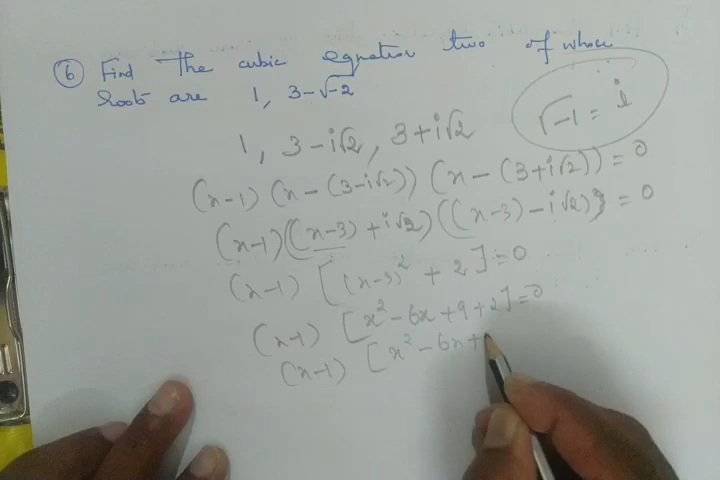 ⑥ Find The cubic equation two of whose
roots are 1, 3-√-2
√-1 = i
1, 3-i√2, 3+i√2
(x-1) (x-(3-i√2)) (x-(3+i√2)) = 0
(x-1)((x-3)+i√2)((x-3)-i√2)} = 0
(x-1) [(x-3)² + 2] = 0
(x-1) [x²-6x+9+2] = 0
(x-1) [x²-6x+